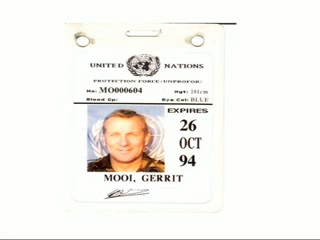 UNITED NATIONS
PROTECTION FORCE (UNPROFOR)
No: MO000604 Hgt: 181cm
Blood Gp: Eye Col: BLUE
EXPIRES
26
OCT
94
MOOI, GERRIT